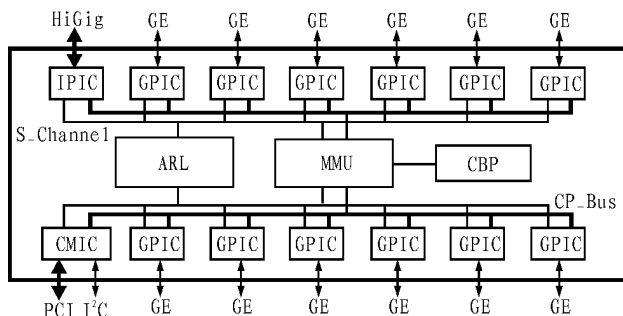 HiGig GE GE GE GE GE GE
IPIC GPIC GPIC GPIC GPIC GPIC GPIC
S_Channel
ARL MMU CBP
CP_Bus
CMIC GPIC GPIC GPIC GPIC GPIC GPIC
PCI I²C GE GE GE GE GE GE